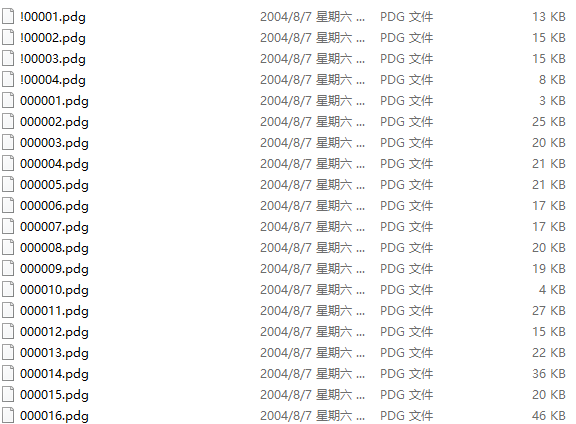 !00001.pdg 2004/8/7 星期六 ... PDG 文件 13 KB
!00002.pdg 2004/8/7 星期六 ... PDG 文件 15 KB
!00003.pdg 2004/8/7 星期六 ... PDG 文件 15 KB
!00004.pdg 2004/8/7 星期六 ... PDG 文件 8 KB
000001.pdg 2004/8/7 星期六 ... PDG 文件 3 KB
000002.pdg 2004/8/7 星期六 ... PDG 文件 25 KB
000003.pdg 2004/8/7 星期六 ... PDG 文件 20 KB
000004.pdg 2004/8/7 星期六 ... PDG 文件 21 KB
000005.pdg 2004/8/7 星期六 ... PDG 文件 21 KB
000006.pdg 2004/8/7 星期六 ... PDG 文件 17 KB
000007.pdg 2004/8/7 星期六 ... PDG 文件 17 KB
000008.pdg 2004/8/7 星期六 ... PDG 文件 20 KB
000009.pdg 2004/8/7 星期六 ... PDG 文件 19 KB
000010.pdg 2004/8/7 星期六 ... PDG 文件 4 KB
000011.pdg 2004/8/7 星期六 ... PDG 文件 27 KB
000012.pdg 2004/8/7 星期六 ... PDG 文件 15 KB
000013.pdg 2004/8/7 星期六 ... PDG 文件 22 KB
000014.pdg 2004/8/7 星期六 ... PDG 文件 36 KB
000015.pdg 2004/8/7 星期六 ... PDG 文件 20 KB
000016.pdg 2004/8/7 星期六 ... PDG 文件 46 KB